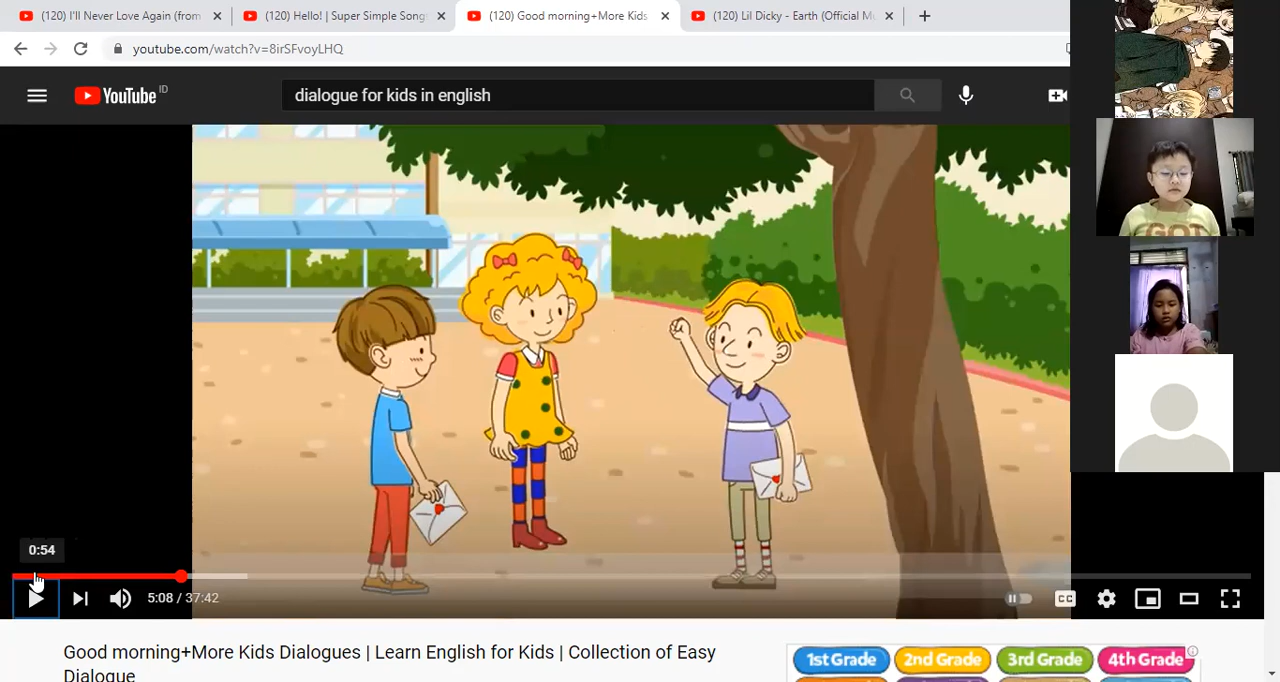 (120) I'll Never Love Again (from
(120) Hello! | Super Simple Song
(120) Good morning+More Kids
(120) Lil Dicky - Earth (Official Mu
youtube.com/watch?v=8irSFvoyLHQ
YouTube ID
dialogue for kids in english
GOT
0:54
5:08 / 37:42
CC
Good morning+More Kids Dialogues | Learn English for Kids | Collection of Easy
Dialogue
1st Grade
2nd Grade
3rd Grade
4th Grade